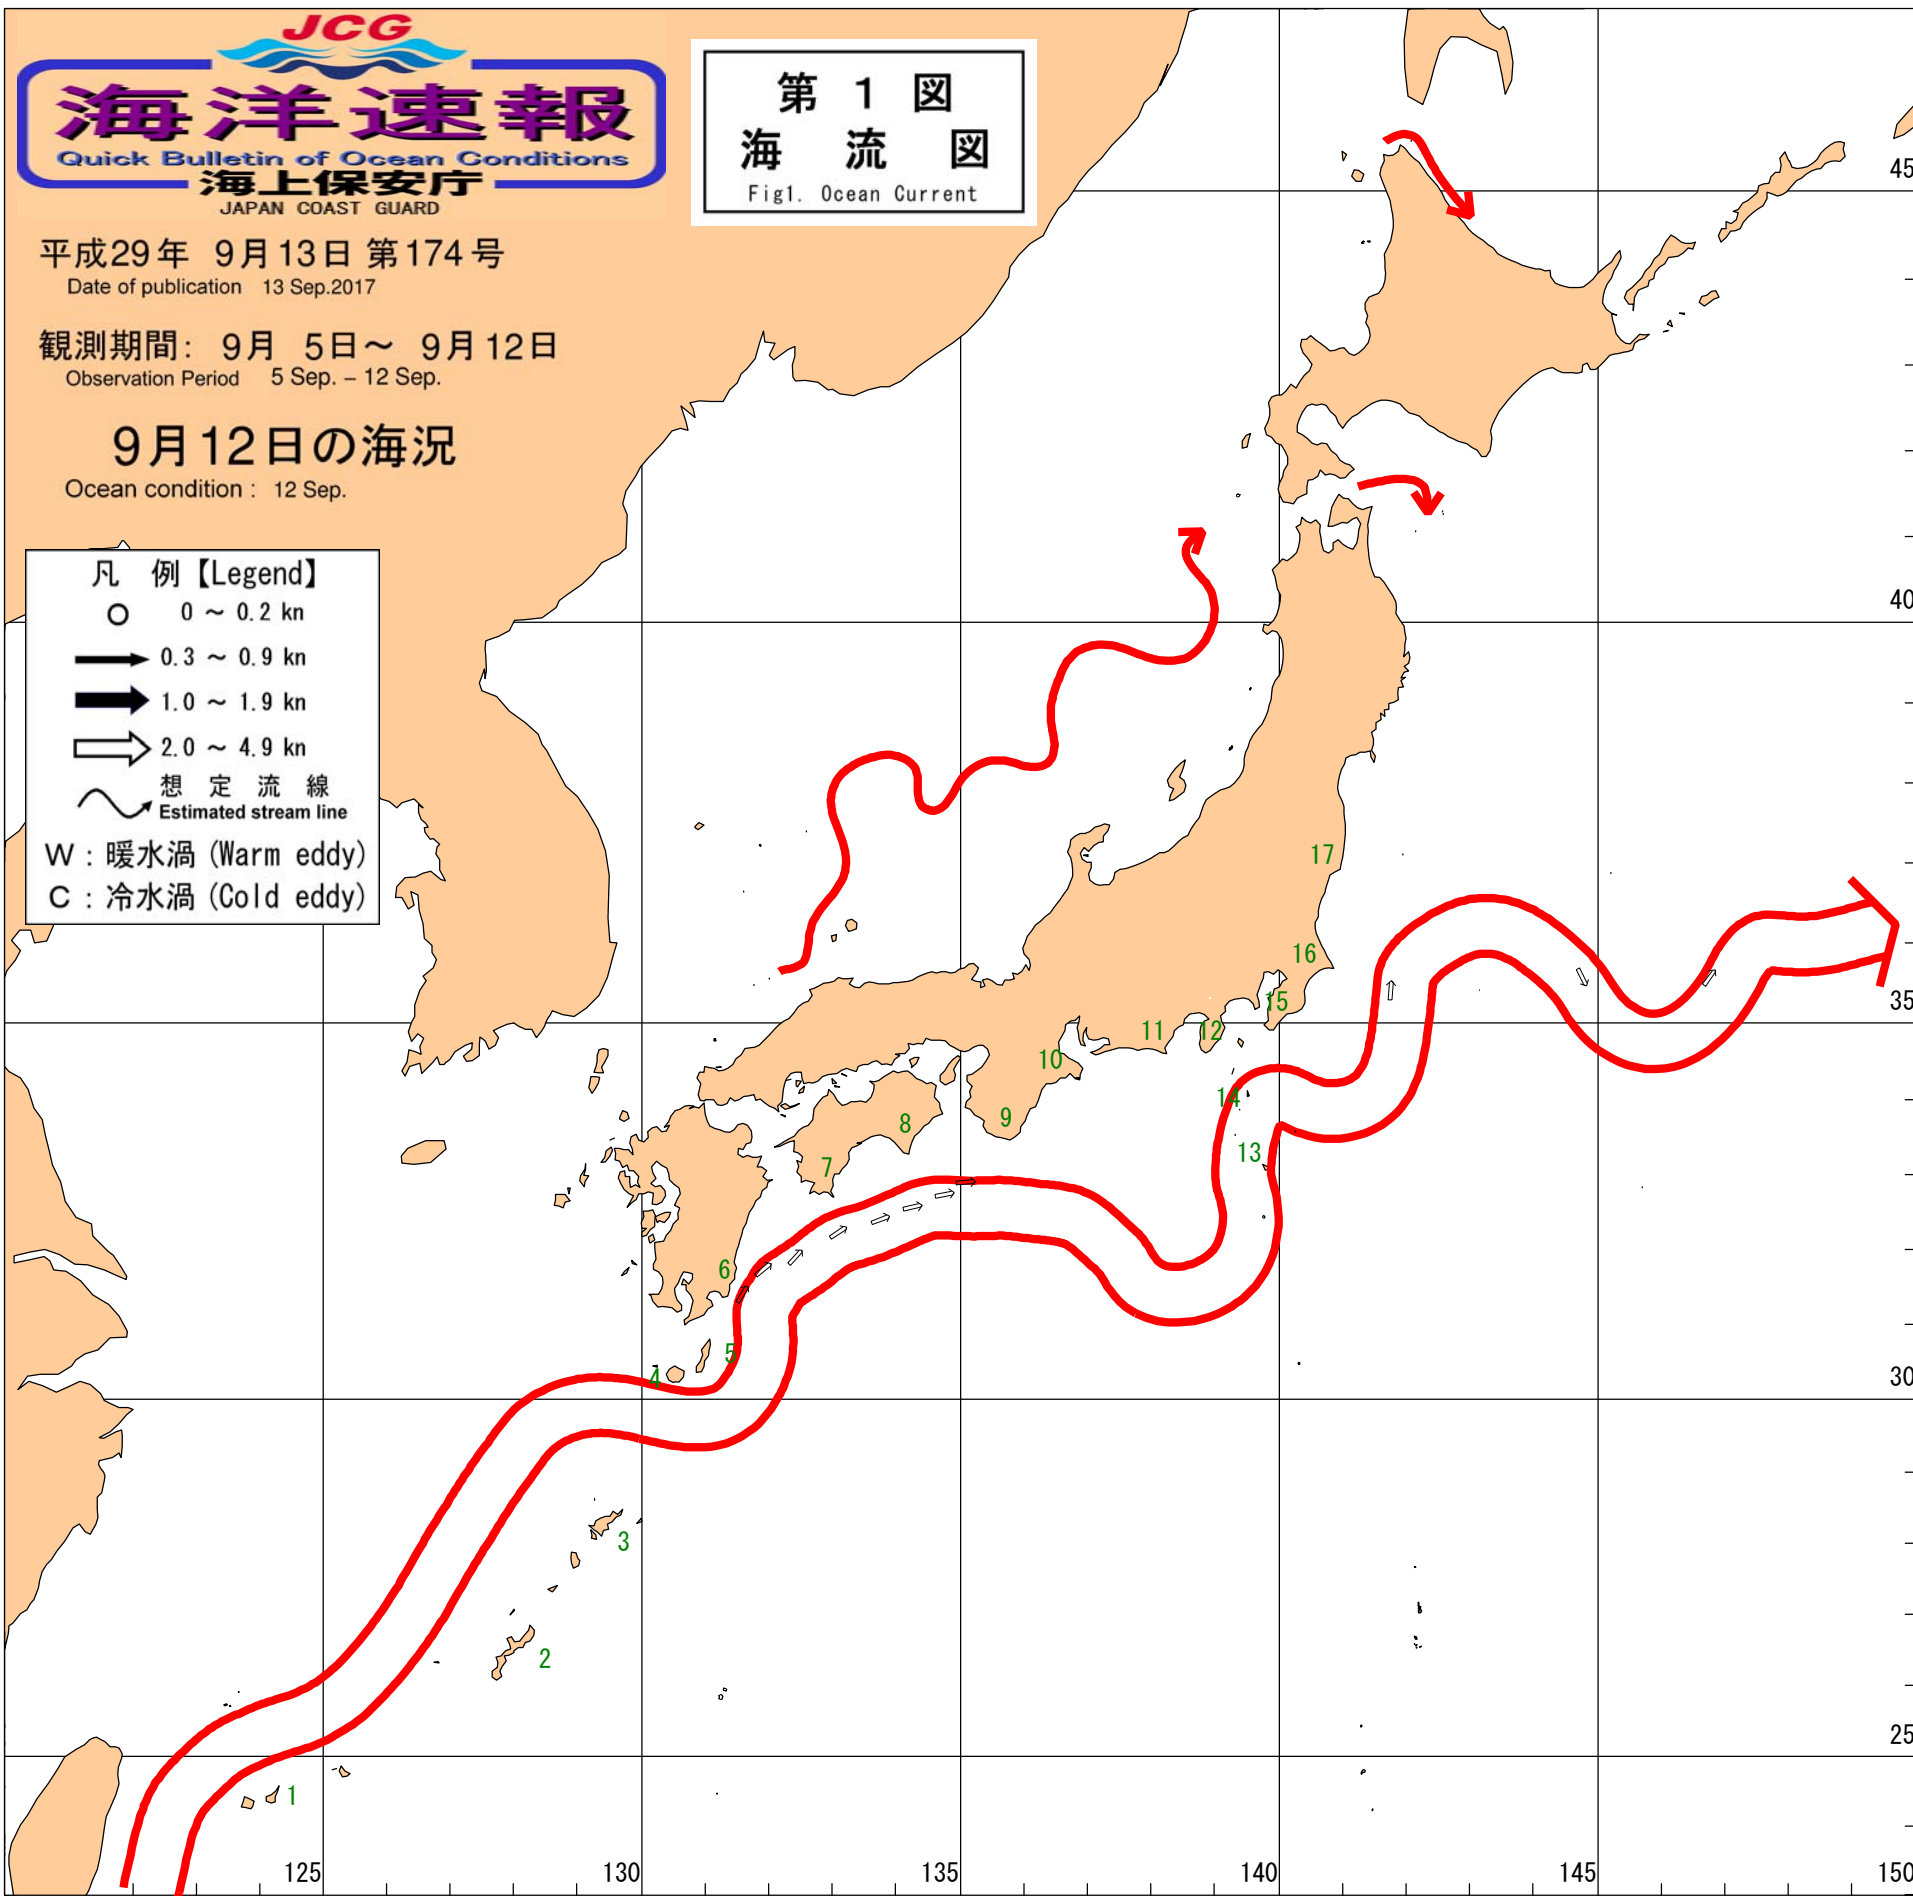 JCG
海洋速報
Quick Bulletin of Ocean Conditions
海上保安庁
JAPAN COAST GUARD
第 1 図
海 流 図
Fig1. Ocean Current
平成29年 9月13日 第174号
Date of publication 13 Sep.2017
観測期間: 9月 5日〜 9月12日
Observation Period 5 Sep. – 12 Sep.
9月12日の海況
Ocean condition : 12 Sep.
凡 例【Legend】
0 〜 0.2 kn
0.3 〜 0.9 kn
1.0 〜 1.9 kn
2.0 〜 4.9 kn
想 定 流 線
Estimated stream line
W : 暖水渦 (Warm eddy)
C : 冷水渦 (Cold eddy)
45
40
35
30
25
17
16
15
14
13
12
11
10
9
8
7
6
5
4
3
2
1
125
130
135
140
145
150